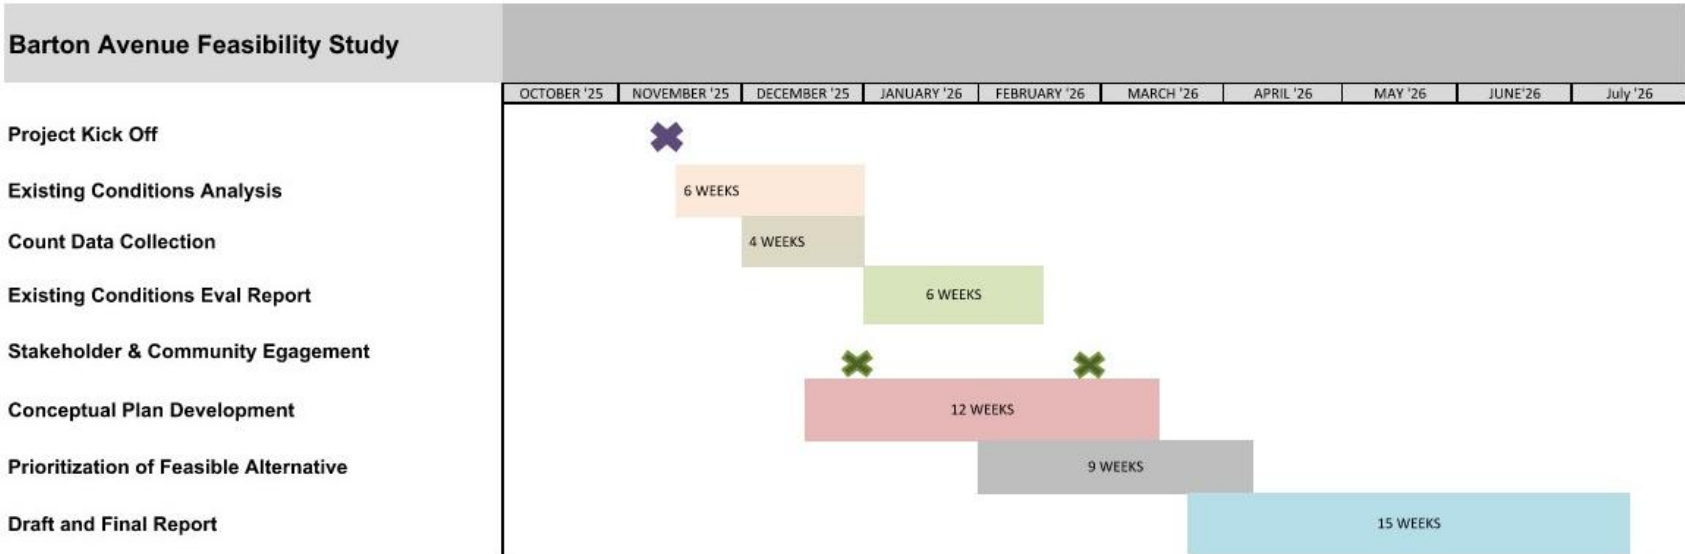 Barton Avenue Feasibility Study
OCTOBER '25 NOVEMBER '25 DECEMBER '25 JANUARY '26 FEBRUARY '26 MARCH '26 APRIL '26 MAY '26 JUNE'26 July '26
Project Kick Off
Existing Conditions Analysis 6 WEEKS
Count Data Collection 4 WEEKS
Existing Conditions Eval Report 6 WEEKS
Stakeholder & Community Egagement
Conceptual Plan Development 12 WEEKS
Prioritization of Feasible Alternative 9 WEEKS
Draft and Final Report 15 WEEKS